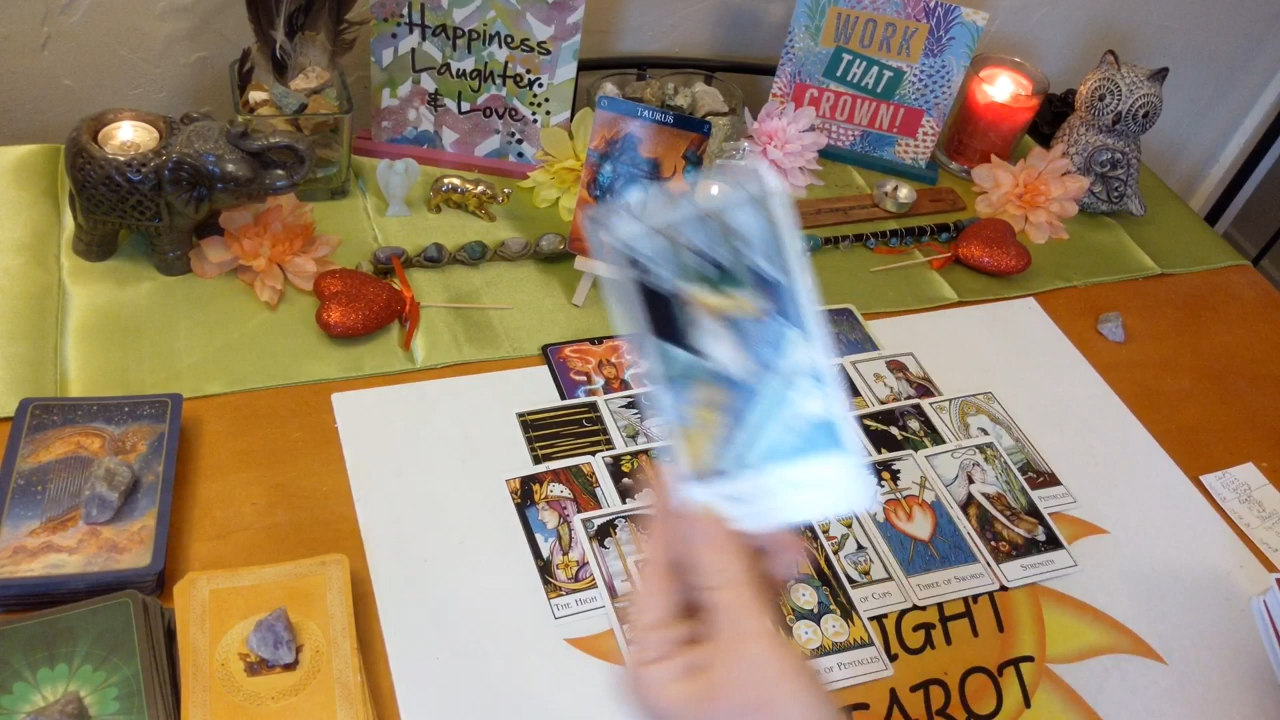 Happiness
Laughter
& Love
WORK
THAT
CROWN!
TAURUS
PENTACLES
THE HIGH
OF CUPS
THREE OF SWORDS
STRENGTH
OF PENTACLES
IGHT
TAROT